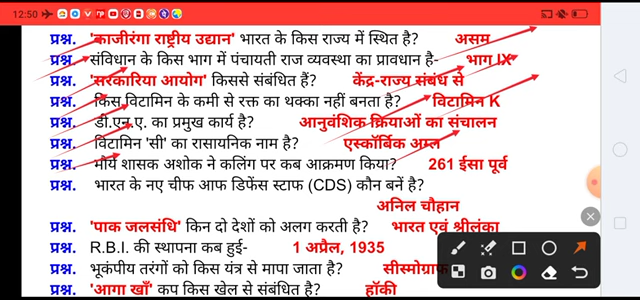 12:50
प्रश्न. 'काजीरंगा राष्ट्रीय उद्यान' भारत के किस राज्य में स्थित है? असम
प्रश्न. संविधान के किस भाग में पंचायती राज व्यवस्था का प्रावधान है- भाग IX
प्रश्न. 'सरकारिया आयोग' किससे संबंधित हैं? केंद्र-राज्य संबंध से
प्रश्न. किस विटामिन के कमी से रक्त का थक्का नहीं बनता है? विटामिन K
प्रश्न. डी.एन.ए. का प्रमुख कार्य है? आनुवंशिक क्रियाओं का संचालन
प्रश्न. विटामिन 'सी' का रासायनिक नाम है? एस्कॉर्बिक अम्ल
प्रश्न. मौर्य शासक अशोक ने कलिंग पर कब आक्रमण किया? 261 ईसा पूर्व
प्रश्न. भारत के नए चीफ आफ डिफेंस स्टाफ (CDS) कौन बनें है?
अनिल चौहान
प्रश्न. 'पाक जलसंधि' किन दो देशों को अलग करती है? भारत एवं श्रीलंका
प्रश्न. R.B.I. की स्थापना कब हुई- 1 अप्रैल, 1935
प्रश्न. भूकंपीय तरंगों को किस यंत्र से मापा जाता है? सीस्मोग्राफ
प्रश्न. 'आगा खाँ' कप किस खेल से संबंधित है? हॉकी